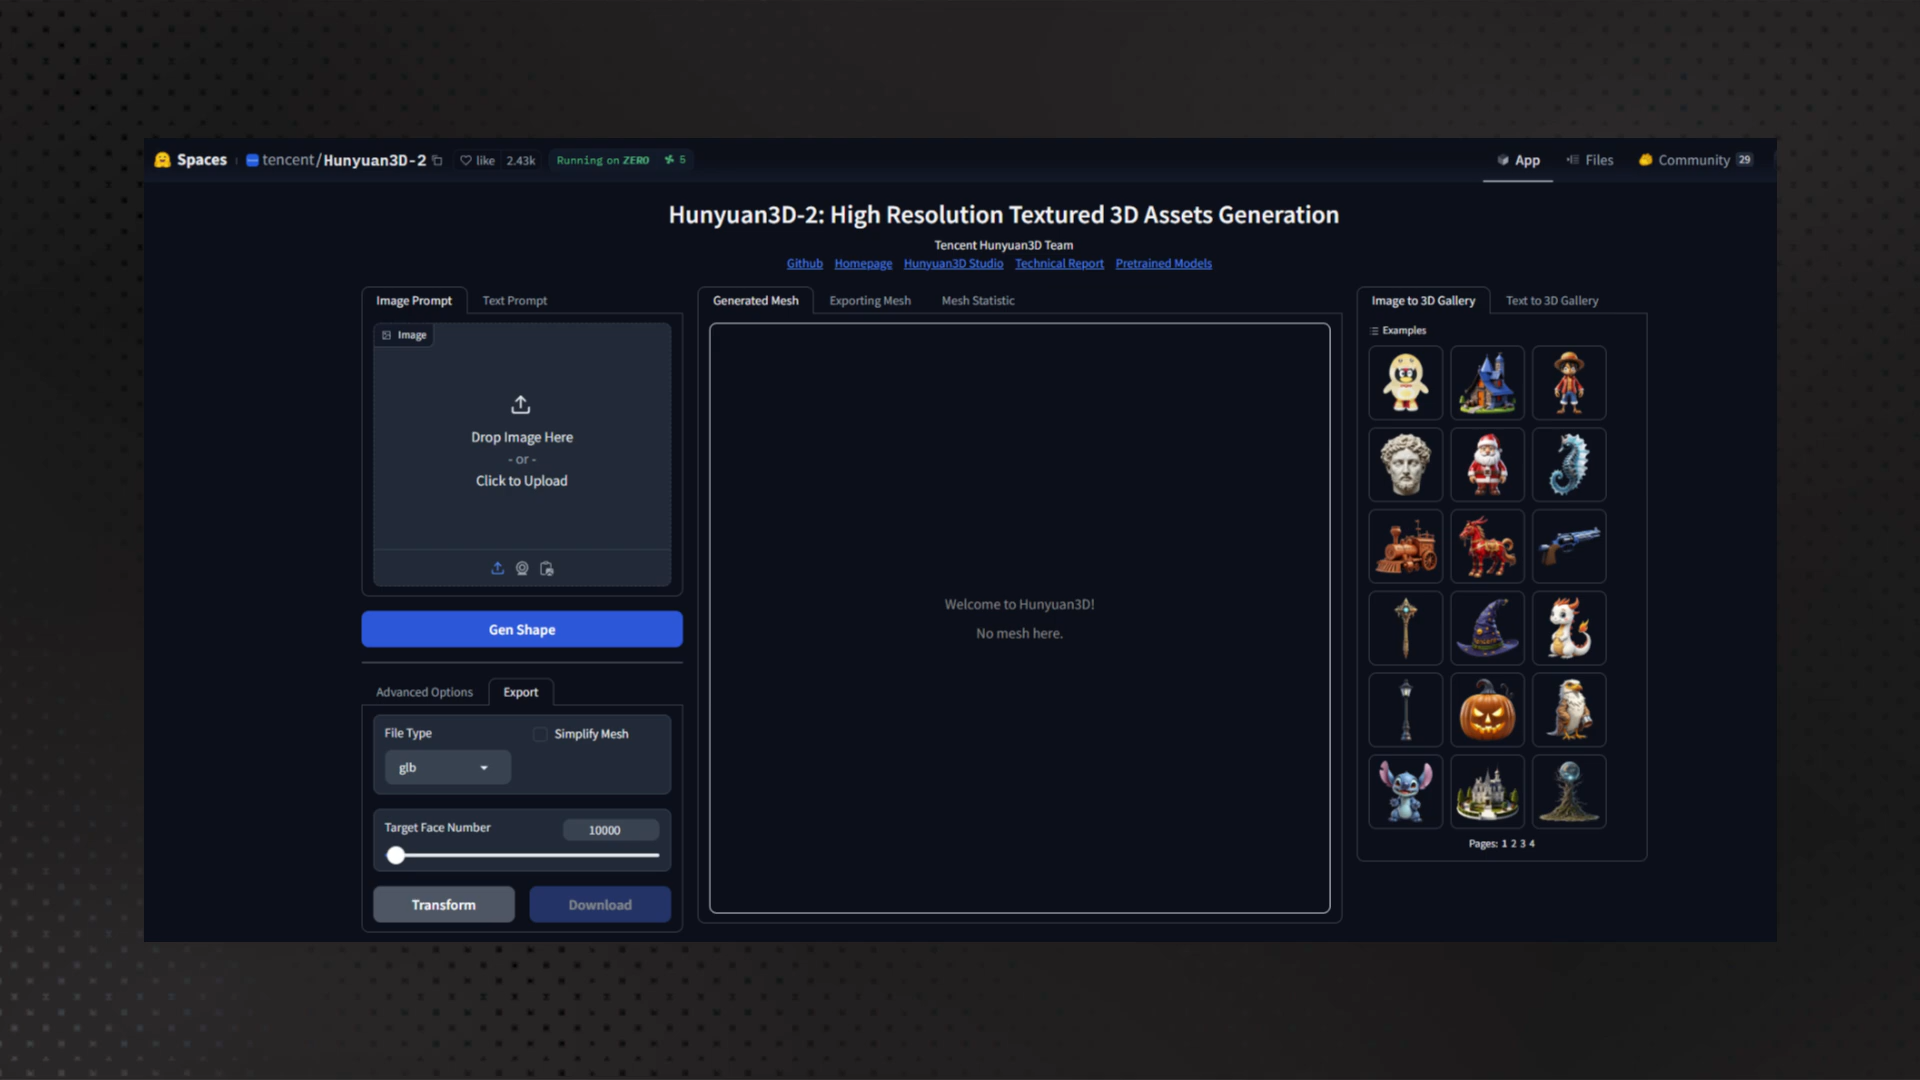 Spaces tencent/Hunyuan3D-2 like 2.43k Running on ZERO 5
App Files Community 29
Hunyuan3D-2: High Resolution Textured 3D Assets Generation
Tencent Hunyuan3D Team
Github Homepage Hunyuan3D Studio Technical Report Pretrained Models
Image Prompt Text Prompt
Image
Drop Image Here
- or -
Click to Upload
Gen Shape
Advanced Options Export
File Type
Simplify Mesh
glb
Target Face Number
10000
Transform
Download
Generated Mesh Exporting Mesh Mesh Statistic
Welcome to Hunyuan3D!
No mesh here.
Image to 3D Gallery Text to 3D Gallery
Examples
Pages: 1 2 3 4